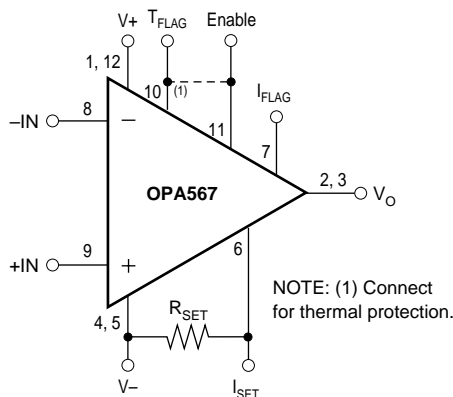 V+
T_FLAG
Enable
1, 12
10
(1)
I_FLAG
–IN
8
–
11
7
OPA567
2, 3
V_O
+IN
9
+
6
NOTE: (1) Connect
for thermal protection.
4, 5
R_SET
V–
I_SET